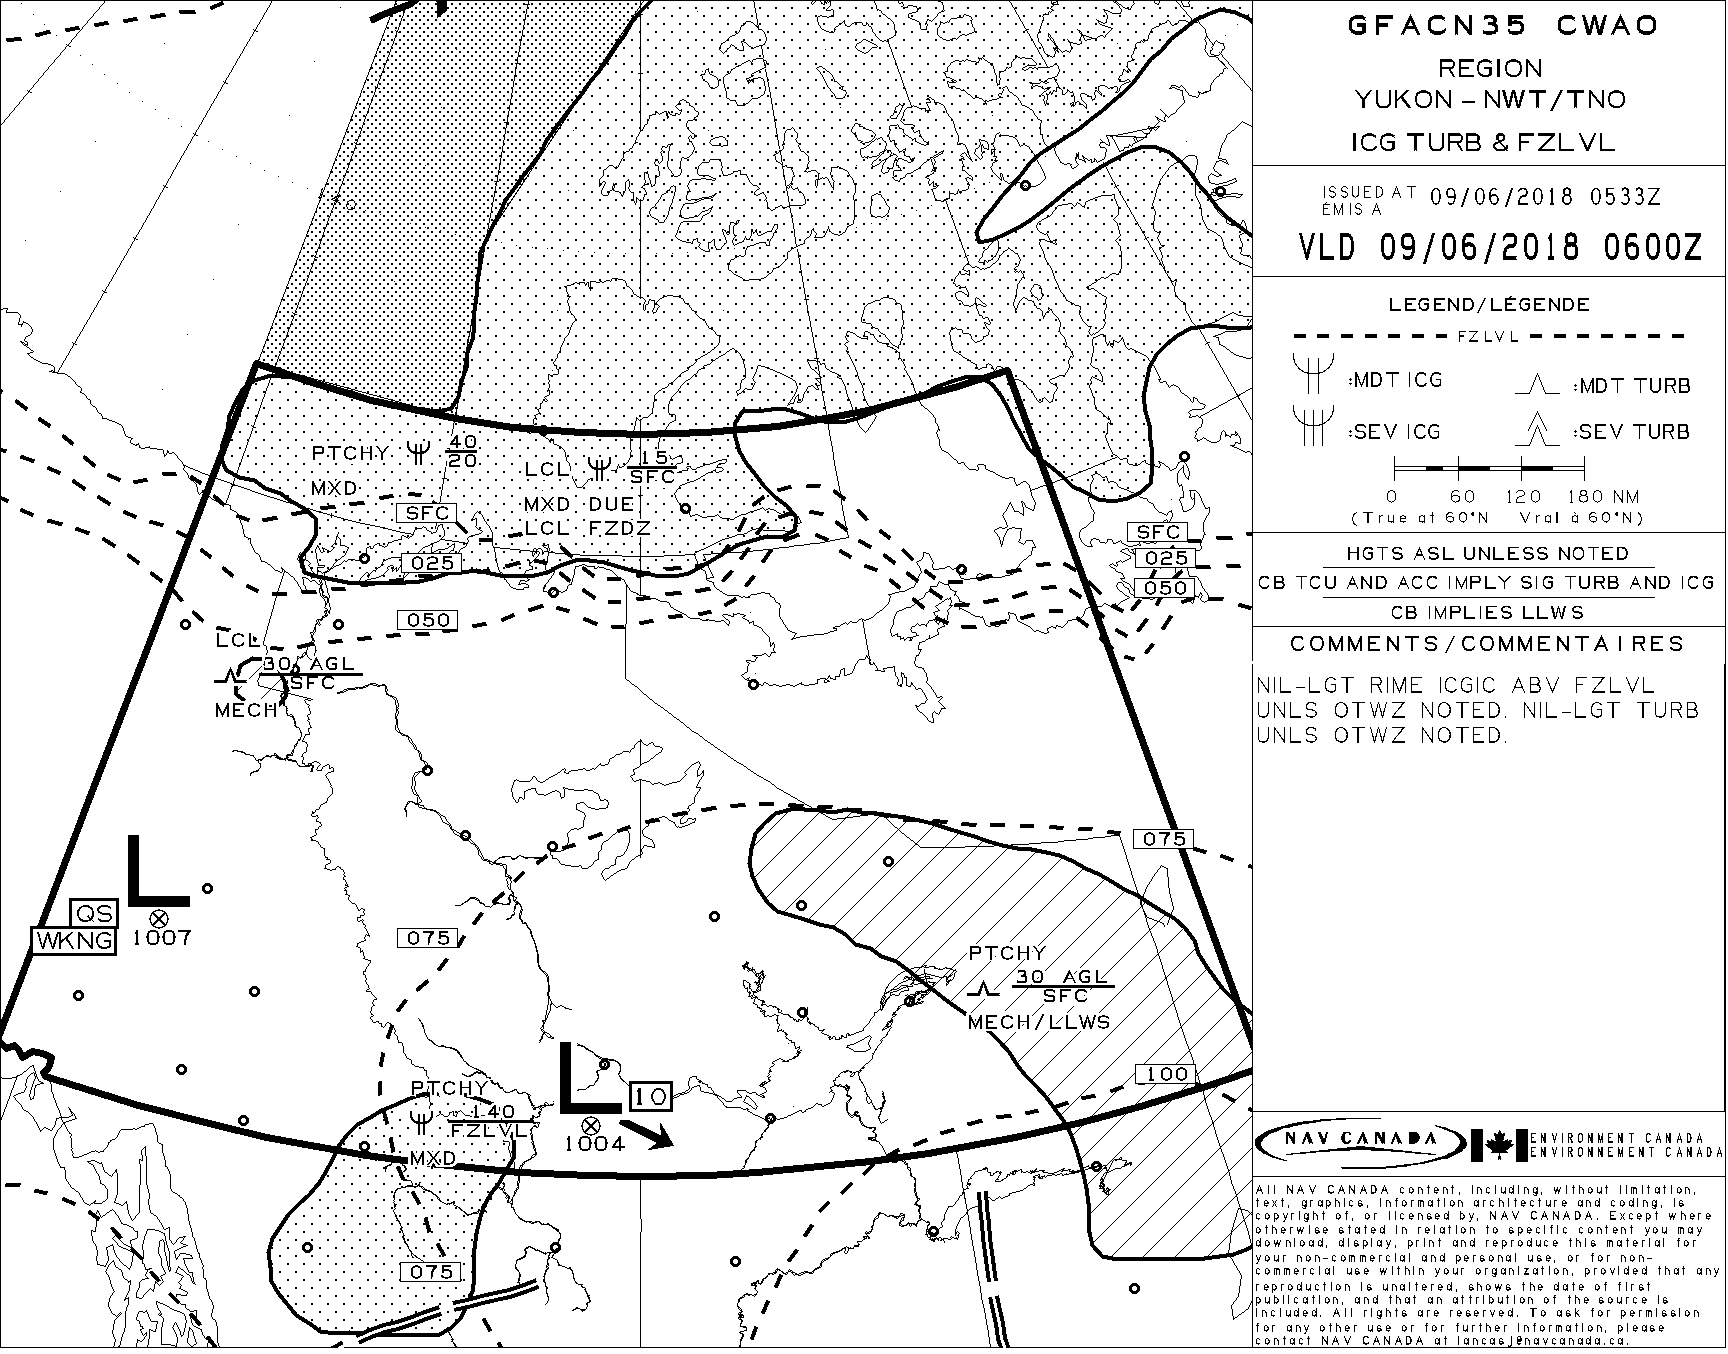 GFACN35 CWAO
REGION
YUKON – NWT/TNO
ICG TURB & FZLVL
ISSUED AT 09/06/2018 0533Z
ÉMIS A
VLD 09/06/2018 0600Z
LEGEND/LÉGENDE
FZLVL
:MDT ICG
:MDT TURB
:SEV ICG
:SEV TURB
0 60 120 180 NM
(True at 60°N Vrai à 60°N)
HGTS ASL UNLESS NOTED
CB TCU AND ACC IMPLY SIG TURB AND ICG
CB IMPLIES LLWS
COMMENTS/COMMENTAIRES
NIL-LGT RIME ICGIC ABV FZLVL
UNLS OTWZ NOTED. NIL-LGT TURB
UNLS OTWZ NOTED.
NAV CANADA
ENVIRONMENT CANADA
ENVIRONNEMENT CANADA
All NAV CANADA content, including, without limitation,
text, graphics, information architecture and coding, is
copyright of, or licensed by, NAV CANADA. Except where
otherwise stated in relation to specific content you may
download, display, print and reproduce this material for
your non-commercial and personal use, or for non-
commercial use within your organization, provided that any
reproduction is unaltered, shows the date of first
publication, and that an attribution of the source is
included. All rights are reserved. To ask for permission
for any other use or for further information, please
contact NAV CANADA at lancasj@navcanada.ca.
PTCHY 40
20
MXD
LCL 15
SFC
MXD DUE
LCL FZDZ
SFC
025
050
SFC
025
050
LCL
30 AGL
SFC
MECH
075
075
QS
WKNG
L
1007
PTCHY
30 AGL
SFC
MECH/LLWS
100
PTCHY
140
FZLVL
MXD
L
10
1004
075